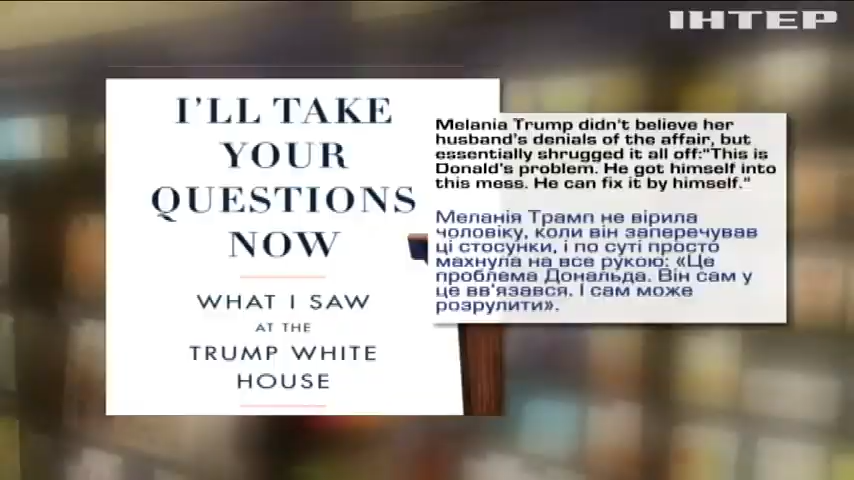 ІНТЕР
I'LL TAKE
YOUR
QUESTIONS
NOW
WHAT I SAW
AT THE
TRUMP WHITE
HOUSE
Melania Trump didn't believe her
husband's denials of the affair, but
essentially shrugged it all off:"This is
Donald's problem. He got himself into
this mess. He can fix it by himself."
Меланія Трамп не вірила
чоловіку, коли він заперечував
ці стосунки, і по суті просто
махнула на все рукою: «Це
проблема Дональда. Він сам у
це вв'язався. І сам може
розрулити».